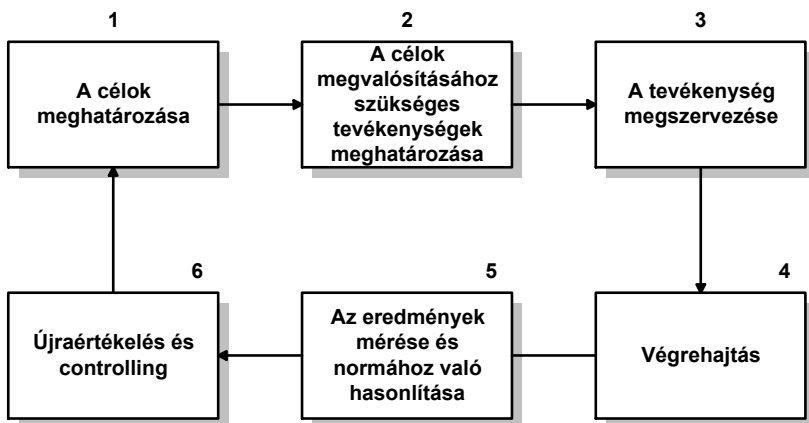 1
A célok
meghatározása
2
A célok
megvalósításához
szükséges
tevékenységek
meghatározása
3
A tevékenység
megszervezése
4
Végrehajtás
5
Az eredmények
mérése és
normához való
hasonlítása
6
Újraértékelés és
controlling